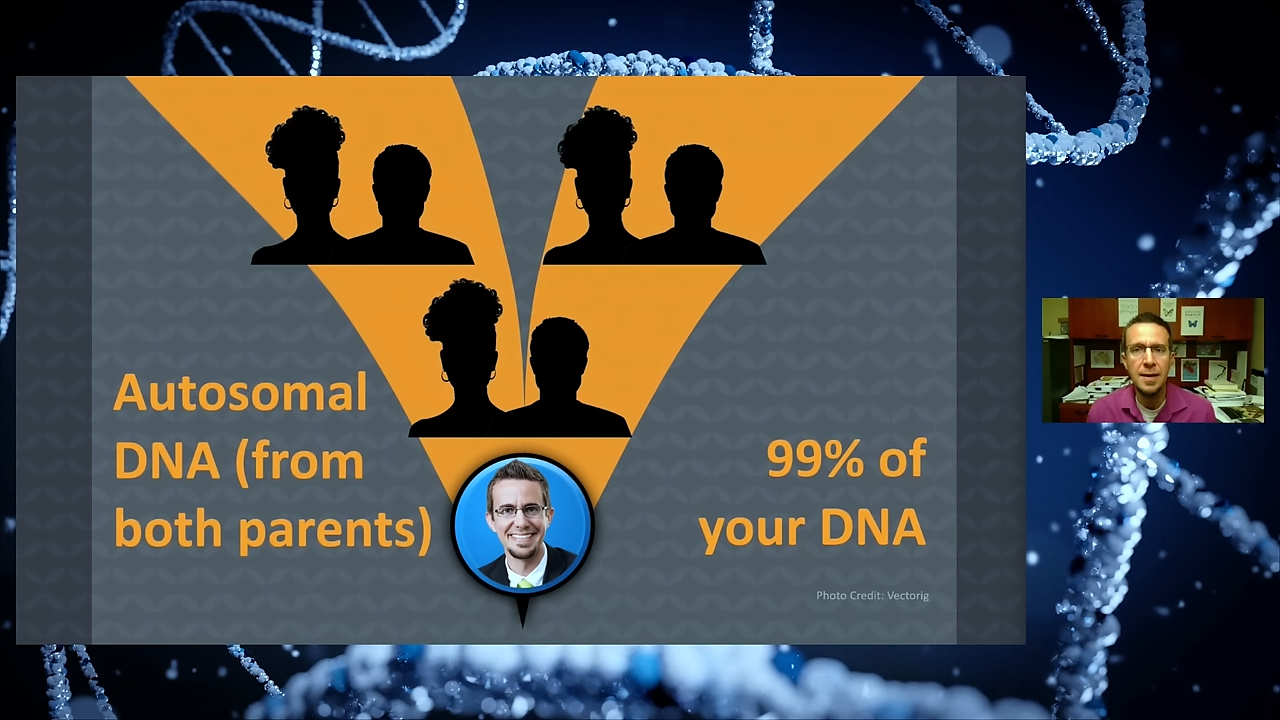 Autosomal
DNA (from
both parents)
99% of
your DNA
Photo Credit: Vectorig